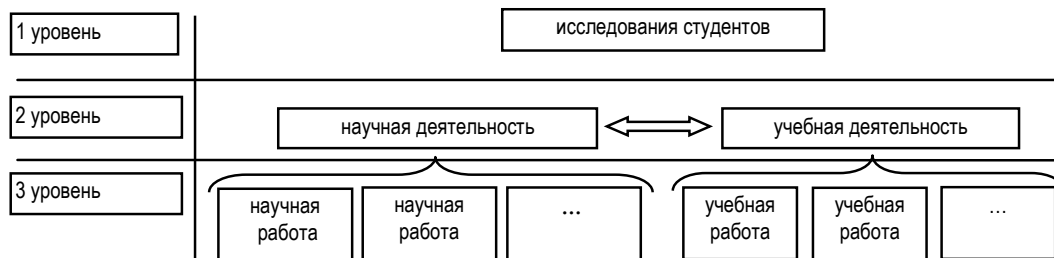 1 уровень
исследования студентов
2 уровень
научная деятельность
учебная деятельность
3 уровень
научная
работа
научная
работа
...
учебная
работа
учебная
работа
...